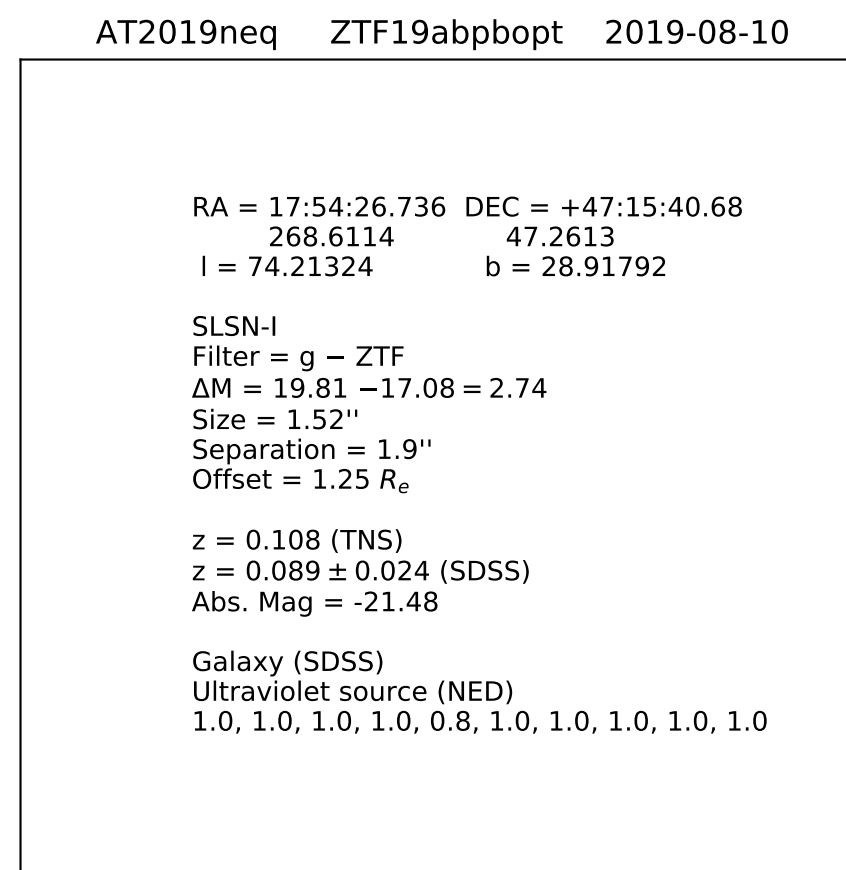 AT2019neq ZTF19abpbopt 2019-08-10
RA = 17:54:26.736 DEC = +47:15:40.68
268.6114 47.2613
l = 74.21324 b = 28.91792
SLSN-I
Filter = g − ZTF
ΔM = 19.81 −17.08 = 2.74
Size = 1.52''
Separation = 1.9''
Offset = 1.25 Rₑ
z = 0.108 (TNS)
z = 0.089 ± 0.024 (SDSS)
Abs. Mag = -21.48
Galaxy (SDSS)
Ultraviolet source (NED)
1.0, 1.0, 1.0, 1.0, 0.8, 1.0, 1.0, 1.0, 1.0, 1.0